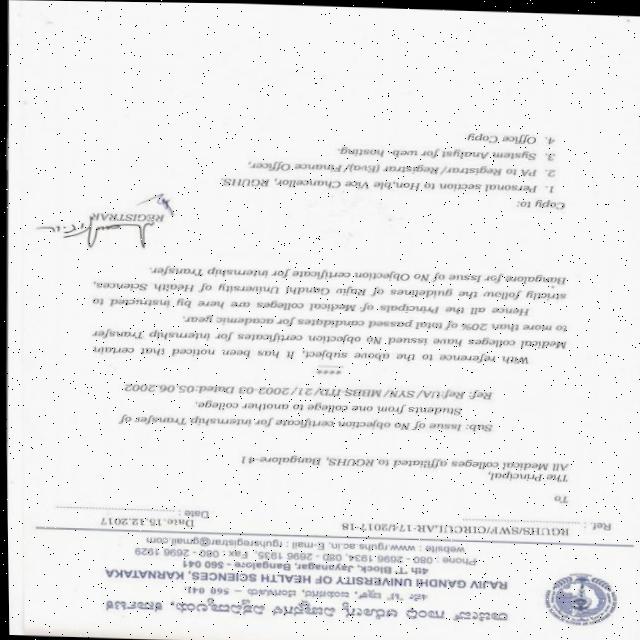 ರಾಜೀವ್ ಗಾಂಧಿ ಆರೋಗ್ಯ ವಿಜ್ಞಾನಗಳ ವಿಶ್ವವಿದ್ಯಾಲಯ, ಕರ್ನಾಟಕ
560 041
RAJIV GANDHI UNIVERSITY OF HEALTH SCIENCES, KARNATAKA
4th 'T' Block, Jayanagar, Bangalore - 560 041
Phone : 080 - 2696 1934, 080 - 2696 1935, Fax : 080 - 2696 1929
website : www.rguhs.ac.in, E-mail : rguhsregistrar@gmail.com
Ref. : RGUHS/SWF/CIRCULAR-17/2017-18
Date : Date.15.12.2017
To
The Principal,
All Medical colleges affiliated to RGUHS, Bangalore-41
Sub: Issue of No objection certificate for internship Transfes of
Students from one college to another college.
Ref: Ref:UA/SYN/MBBS-ITD/21/2002-03 Dated:05.06.2002.
****
With reference to the above subject, It has been noticed that certain
Medical colleges have issued No objection certificates for internship Transfer
to more than 20% of total passed candidates for academic year.
Hence all the Principals of Medical colleges are here by instructed to
strictly follow the guidelines of Rajiv Gandhi University of Health Sciences,
Bangalore for Issue of No Objection certificate for internship Transfer.
REGISTRAR
Copy to:
1. Personal section to Hon,ble Vice Chancellor, RGUHS.
2. PA to Registrar/ Registrar (Eva)/ Finance Officer.
3. System Analyst for web- hosting.
4. Office Copy